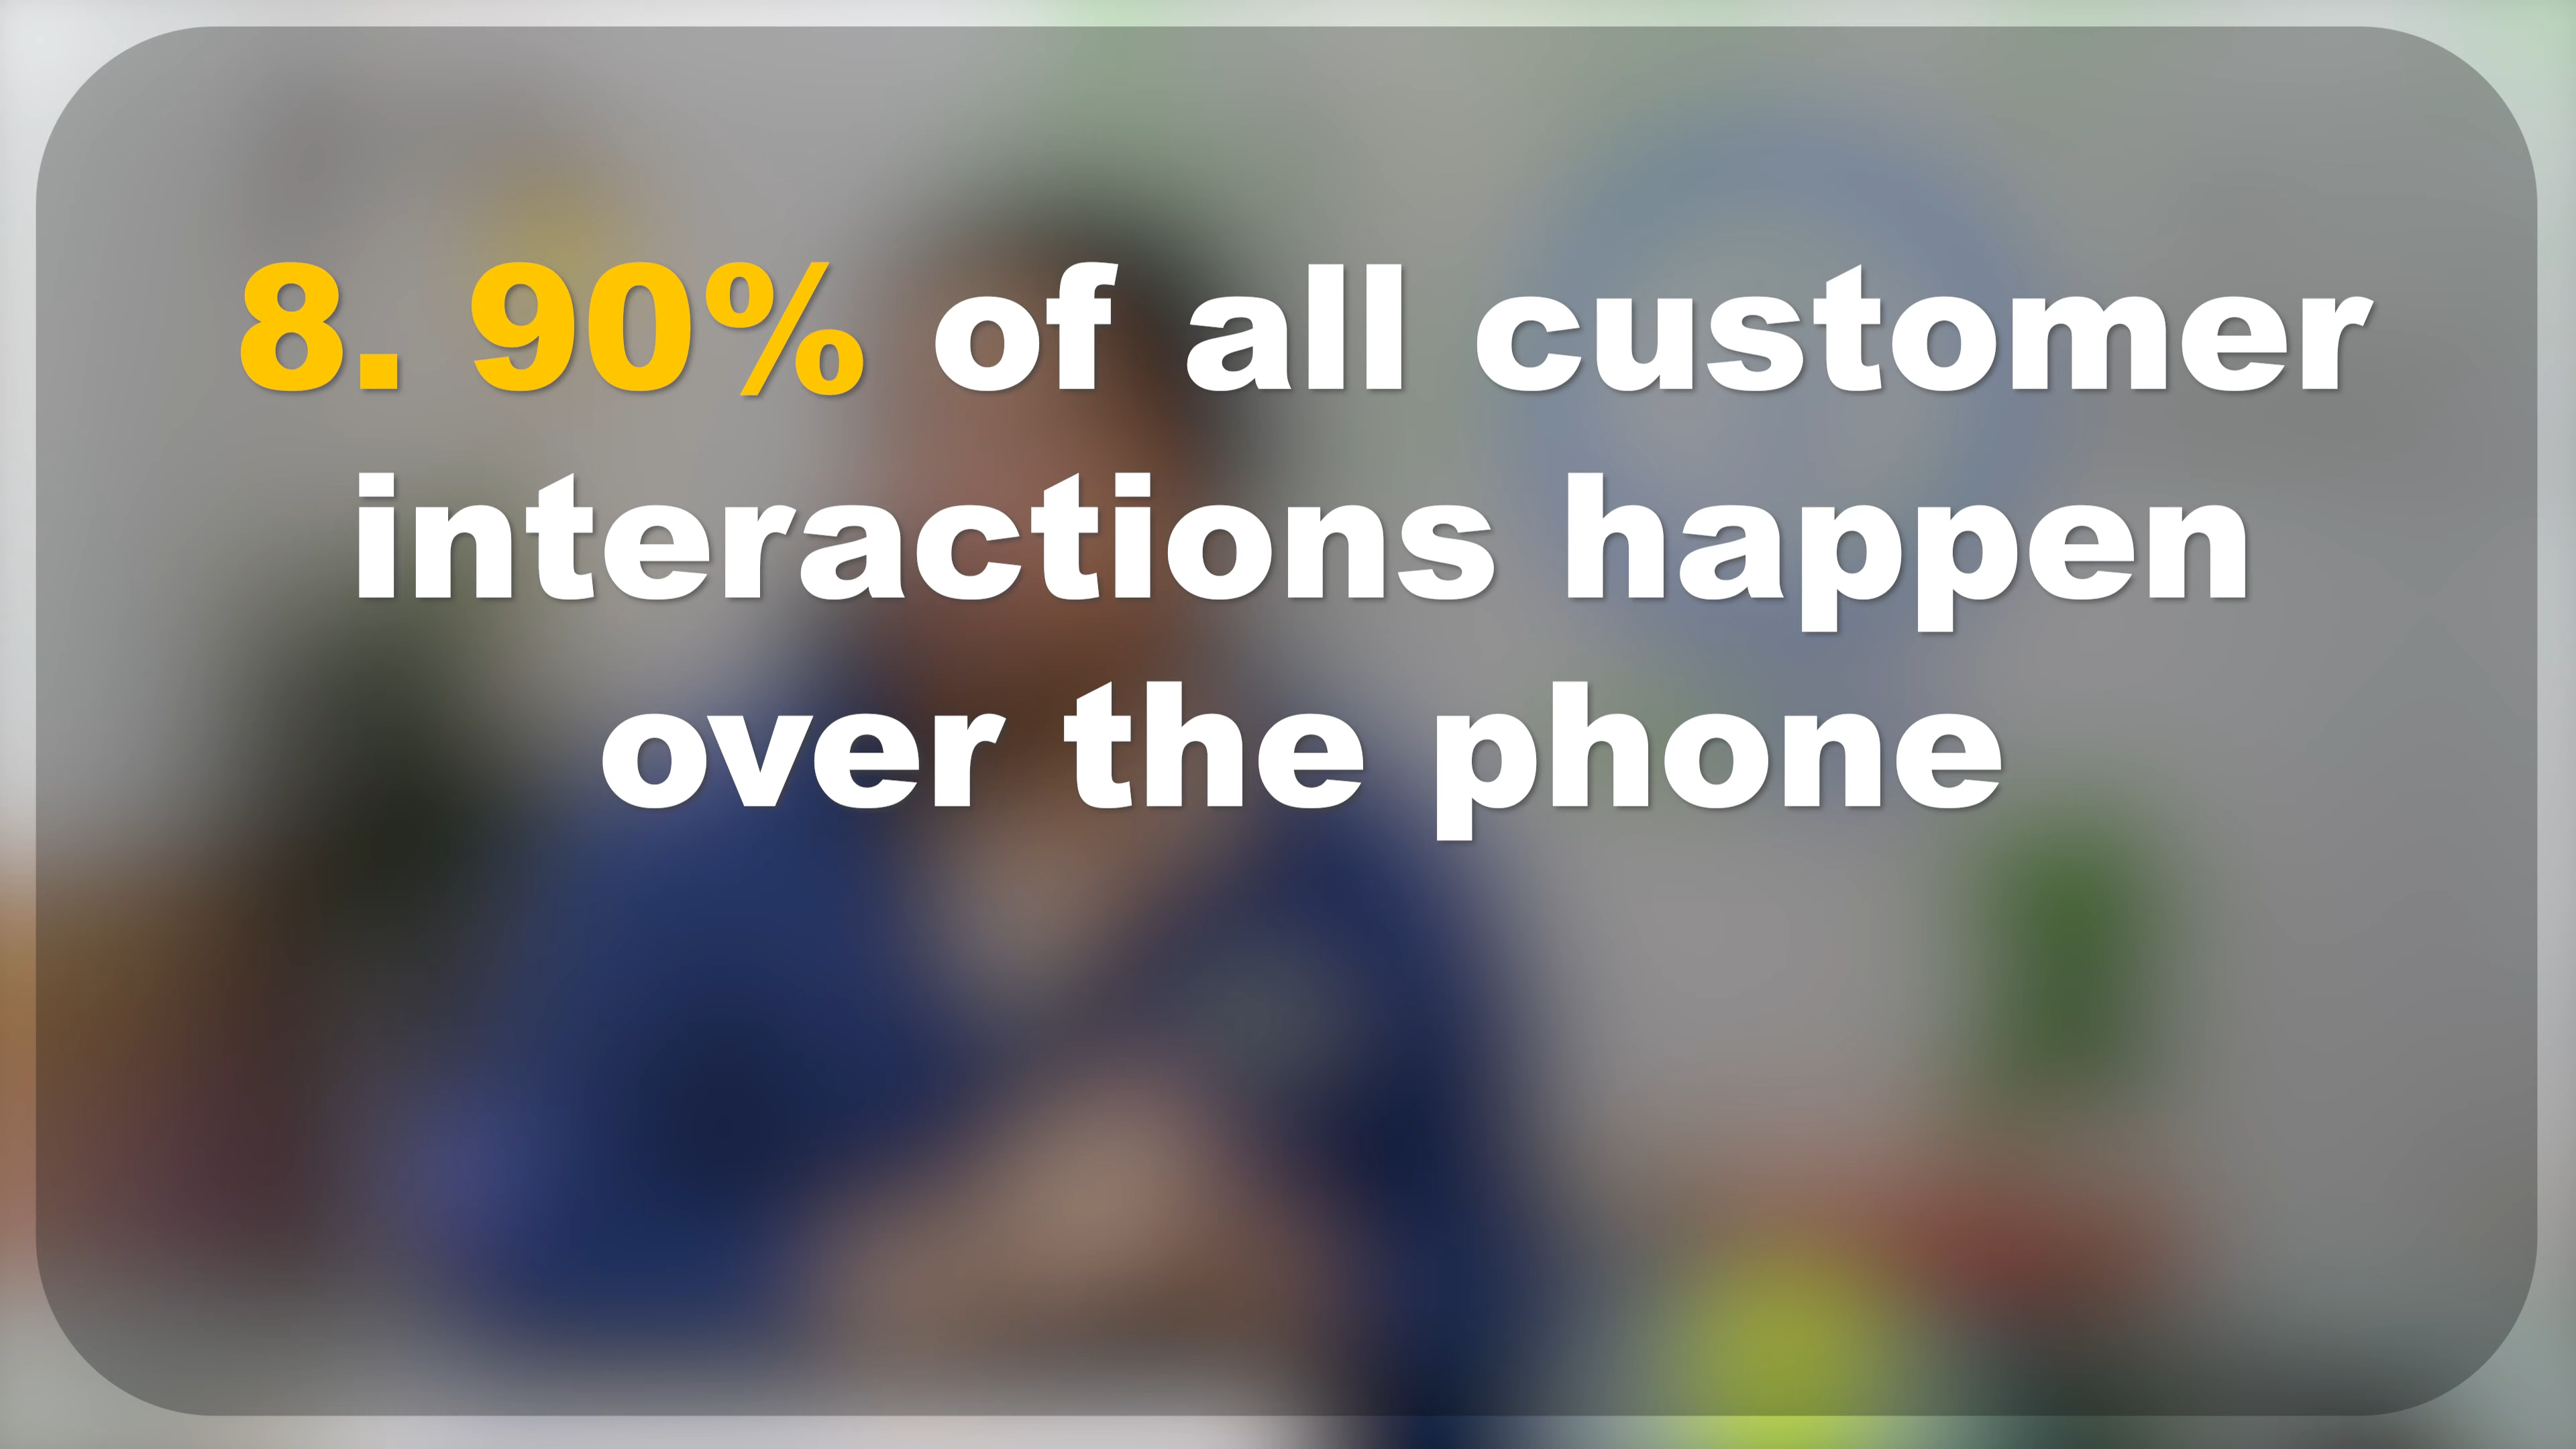 8. 90% of all customer
interactions happen
over the phone